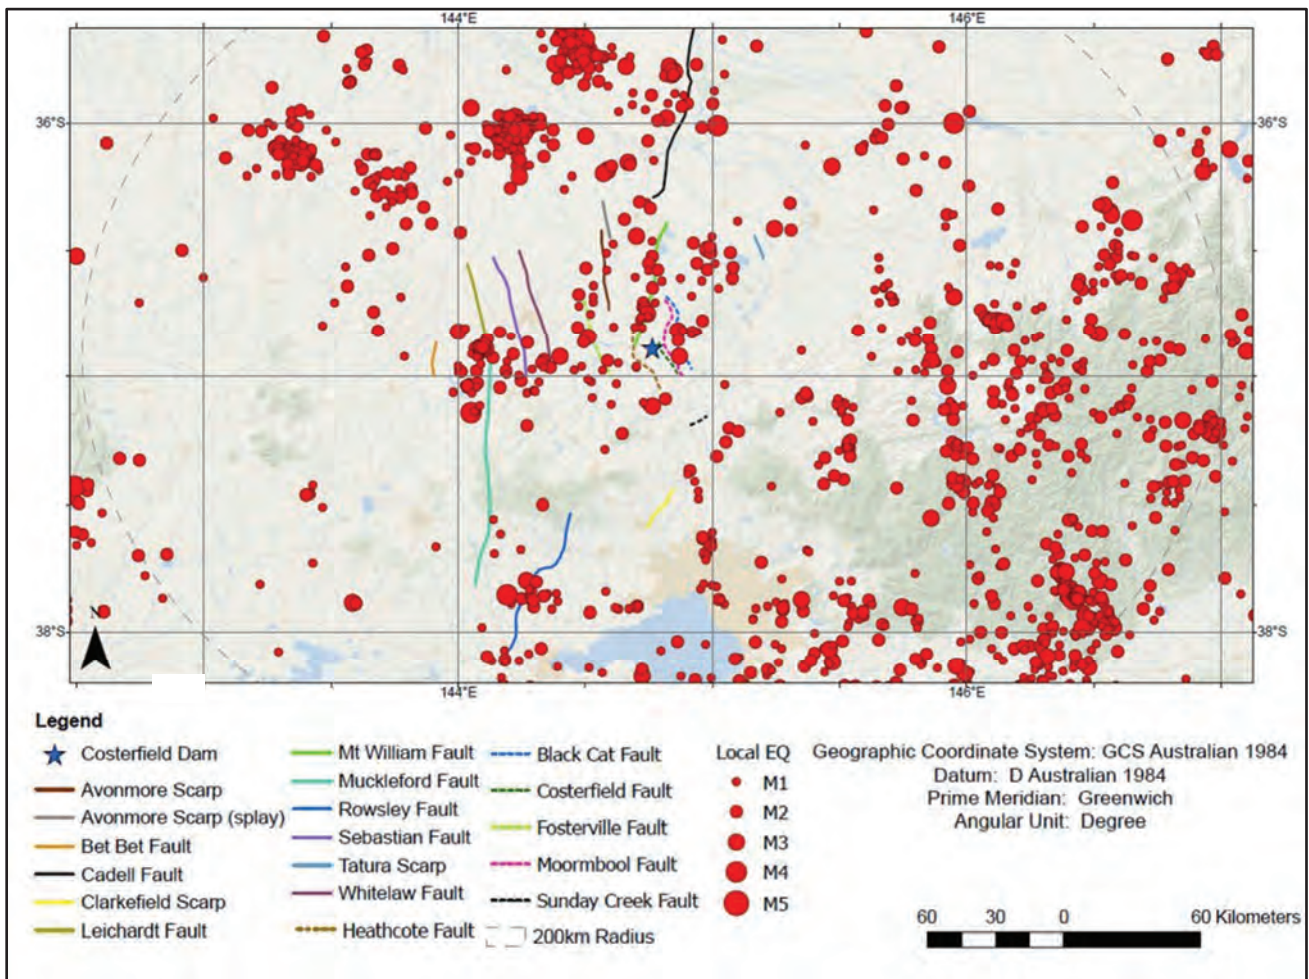 144°E 146°E
36°S 36°S
38°S 38°S
N
144°E 146°E
Legend
Costerfield Dam
Avonmore Scarp
Avonmore Scarp (splay)
Bet Bet Fault
Cadell Fault
Clarkefield Scarp
Leichardt Fault
Mt William Fault
Muckleford Fault
Rowsley Fault
Sebastian Fault
Tatura Scarp
Whitelaw Fault
Heathcote Fault
Black Cat Fault
Costerfield Fault
Fosterville Fault
Moormbool Fault
Sunday Creek Fault
200km Radius
Local EQ
M1
M2
M3
M4
M5
Geographic Coordinate System: GCS Australian 1984
Datum: D Australian 1984
Prime Meridian: Greenwich
Angular Unit: Degree
60 30 0 60 Kilometers